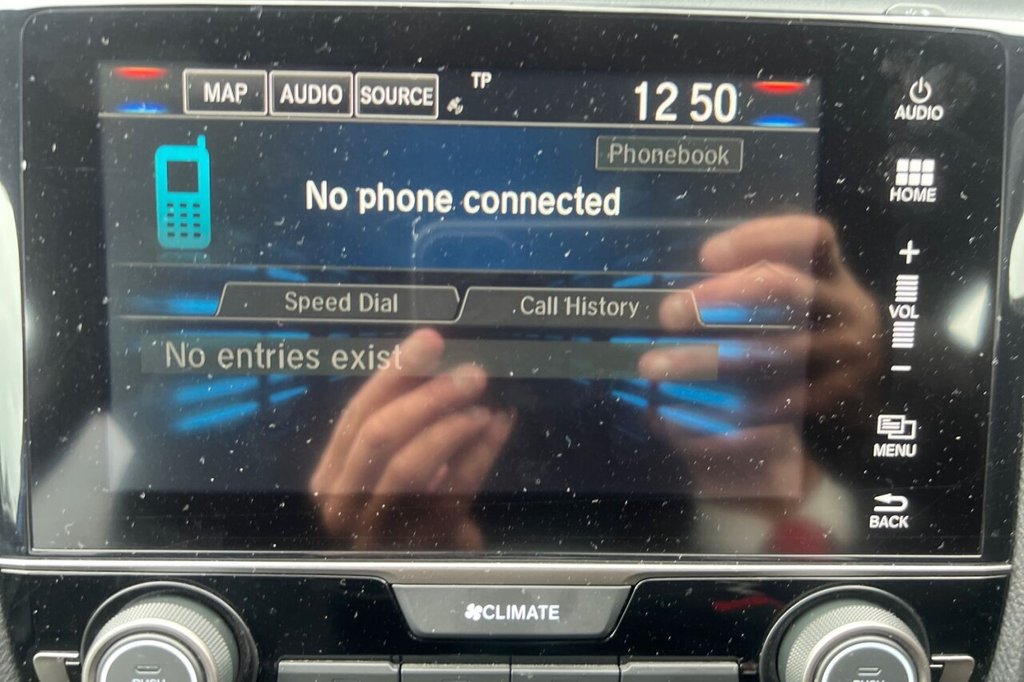 MAP AUDIO SOURCE TP 12 50
AUDIO
Phonebook
HOME
No phone connected
Speed Dial Call History
VOL
No entries exist
MENU
BACK
CLIMATE
PUSH